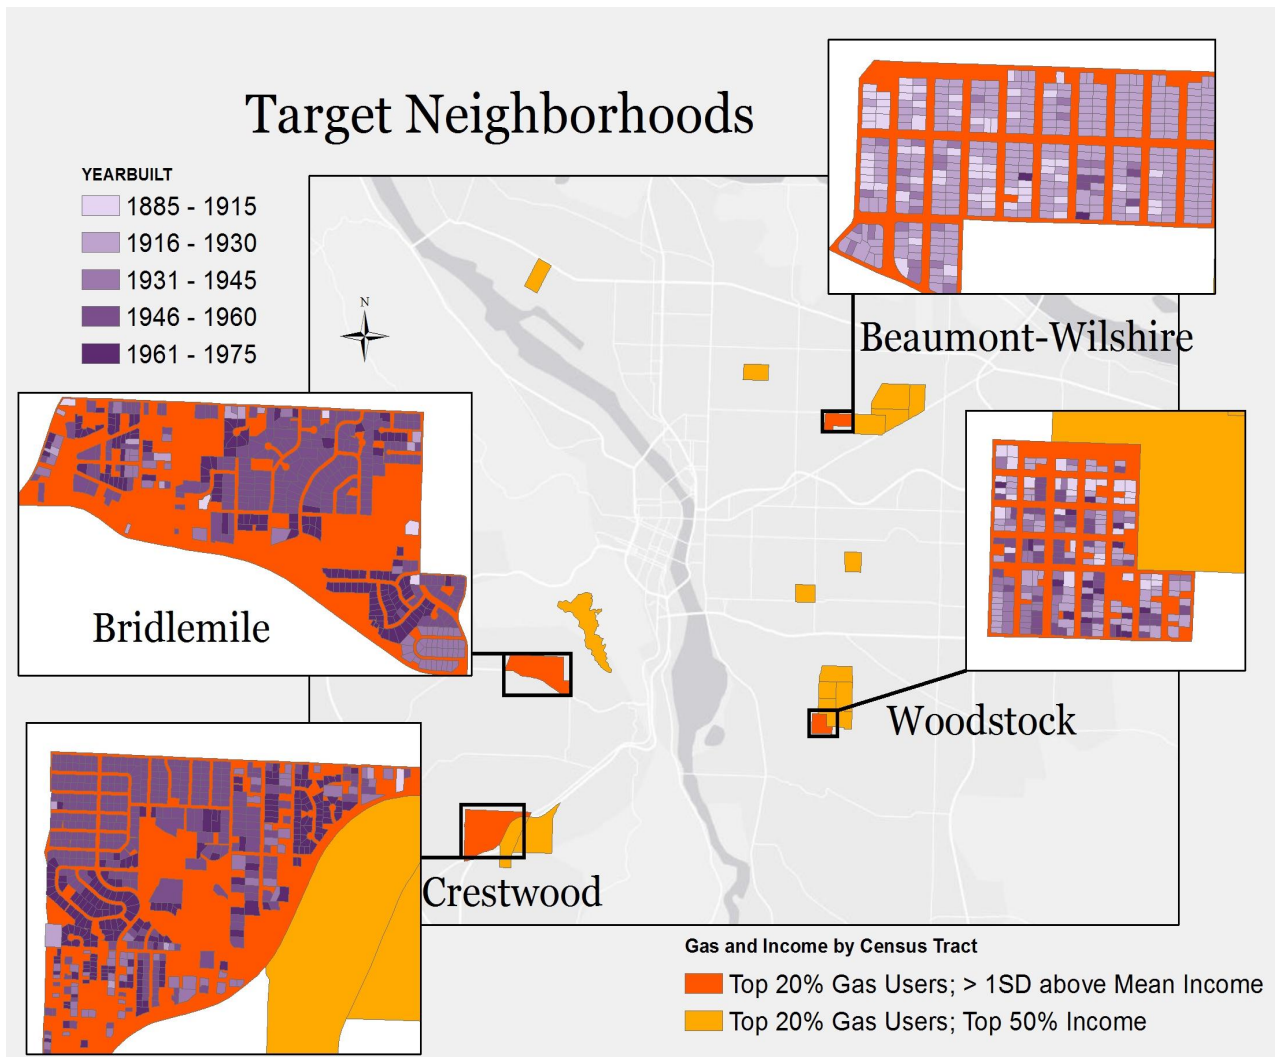 Target Neighborhoods
YEARBUILT
1885 - 1915
1916 - 1930
1931 - 1945
1946 - 1960
1961 - 1975
N
Beaumont-Wilshire
Bridlemile
Woodstock
Crestwood
Gas and Income by Census Tract
Top 20% Gas Users; > 1SD above Mean Income
Top 20% Gas Users; Top 50% Income